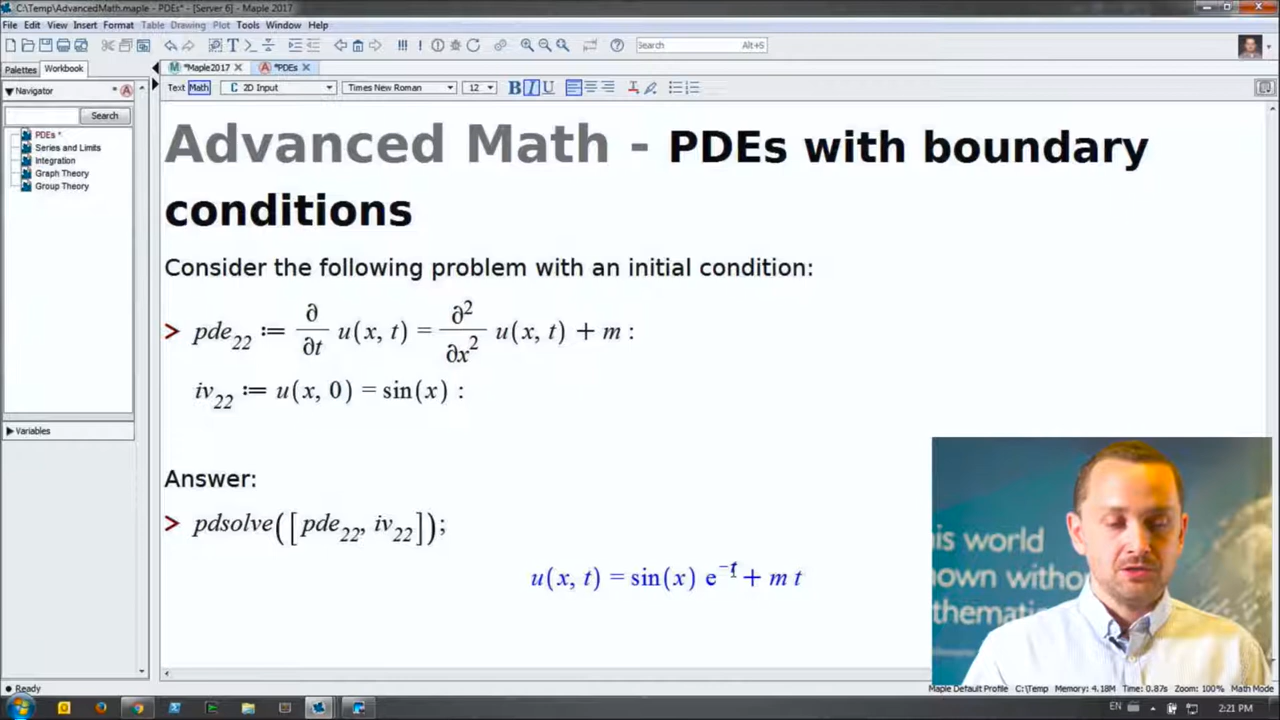 C:\Temp\AdvancedMath.maple - PDEs* - [Server 6] - Maple 2017
File Edit View Insert Format Table Drawing Plot Tools Window Help
Search Alt+S
Palettes Workbook
*Maple2017 *PDEs
Navigator
Text Math C 2D Input Times New Roman 12 B I U
Search
PDEs *
Series and Limits
Integration
Graph Theory
Group Theory
Variables
Advanced Math - PDEs with boundary
conditions
Consider the following problem with an initial condition:
> pde₂₂ := ∂/∂t u(x, t) = ∂²/∂x² u(x, t) + m :
iv₂₂ := u(x, 0) = sin(x) :
Answer:
> pdsolve([pde₂₂, iv₂₂]);
u(x, t) = sin(x) e⁻ᵗ + m t
his world
nown withou
thematic
Ready
Maple Default Profile C:\Temp Memory: 4.18M Time: 0.87s Zoom: 100% Math Mode
EN 2:21 PM